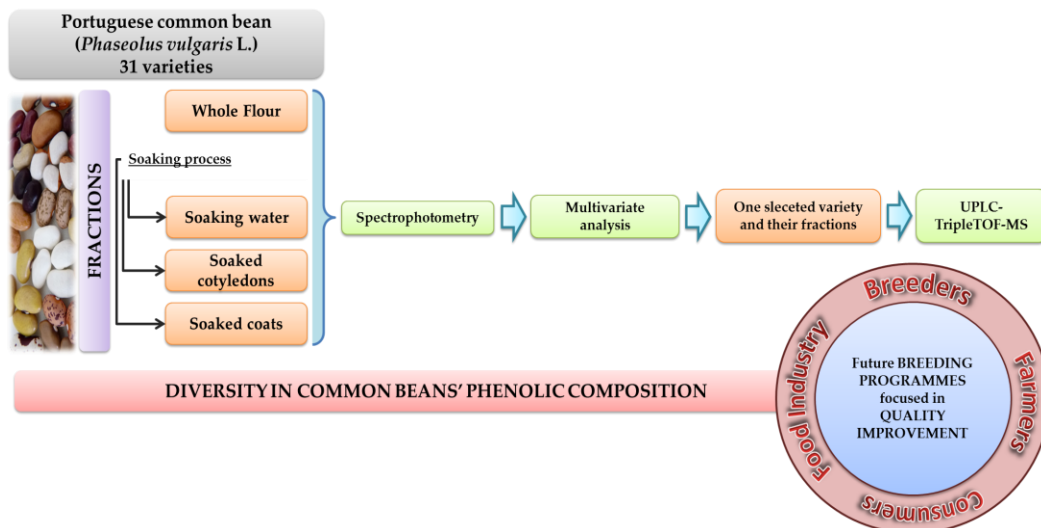 Portuguese common bean
(Phaseolus vulgaris L.)
31 varieties
FRACTIONS
Whole Flour
Soaking process
Soaking water
Soaked
cotyledons
Soaked coats
Spectrophotometry
Multivariate
analysis
One slceted variety
and their fractions
UPLC-
TripleTOF-MS
DIVERSITY IN COMMON BEANS' PHENOLIC COMPOSITION
Breeders
Farmers
Consumers
Food Industry
Future BREEDING
PROGRAMMES
focused in
QUALITY
IMPROVEMENT